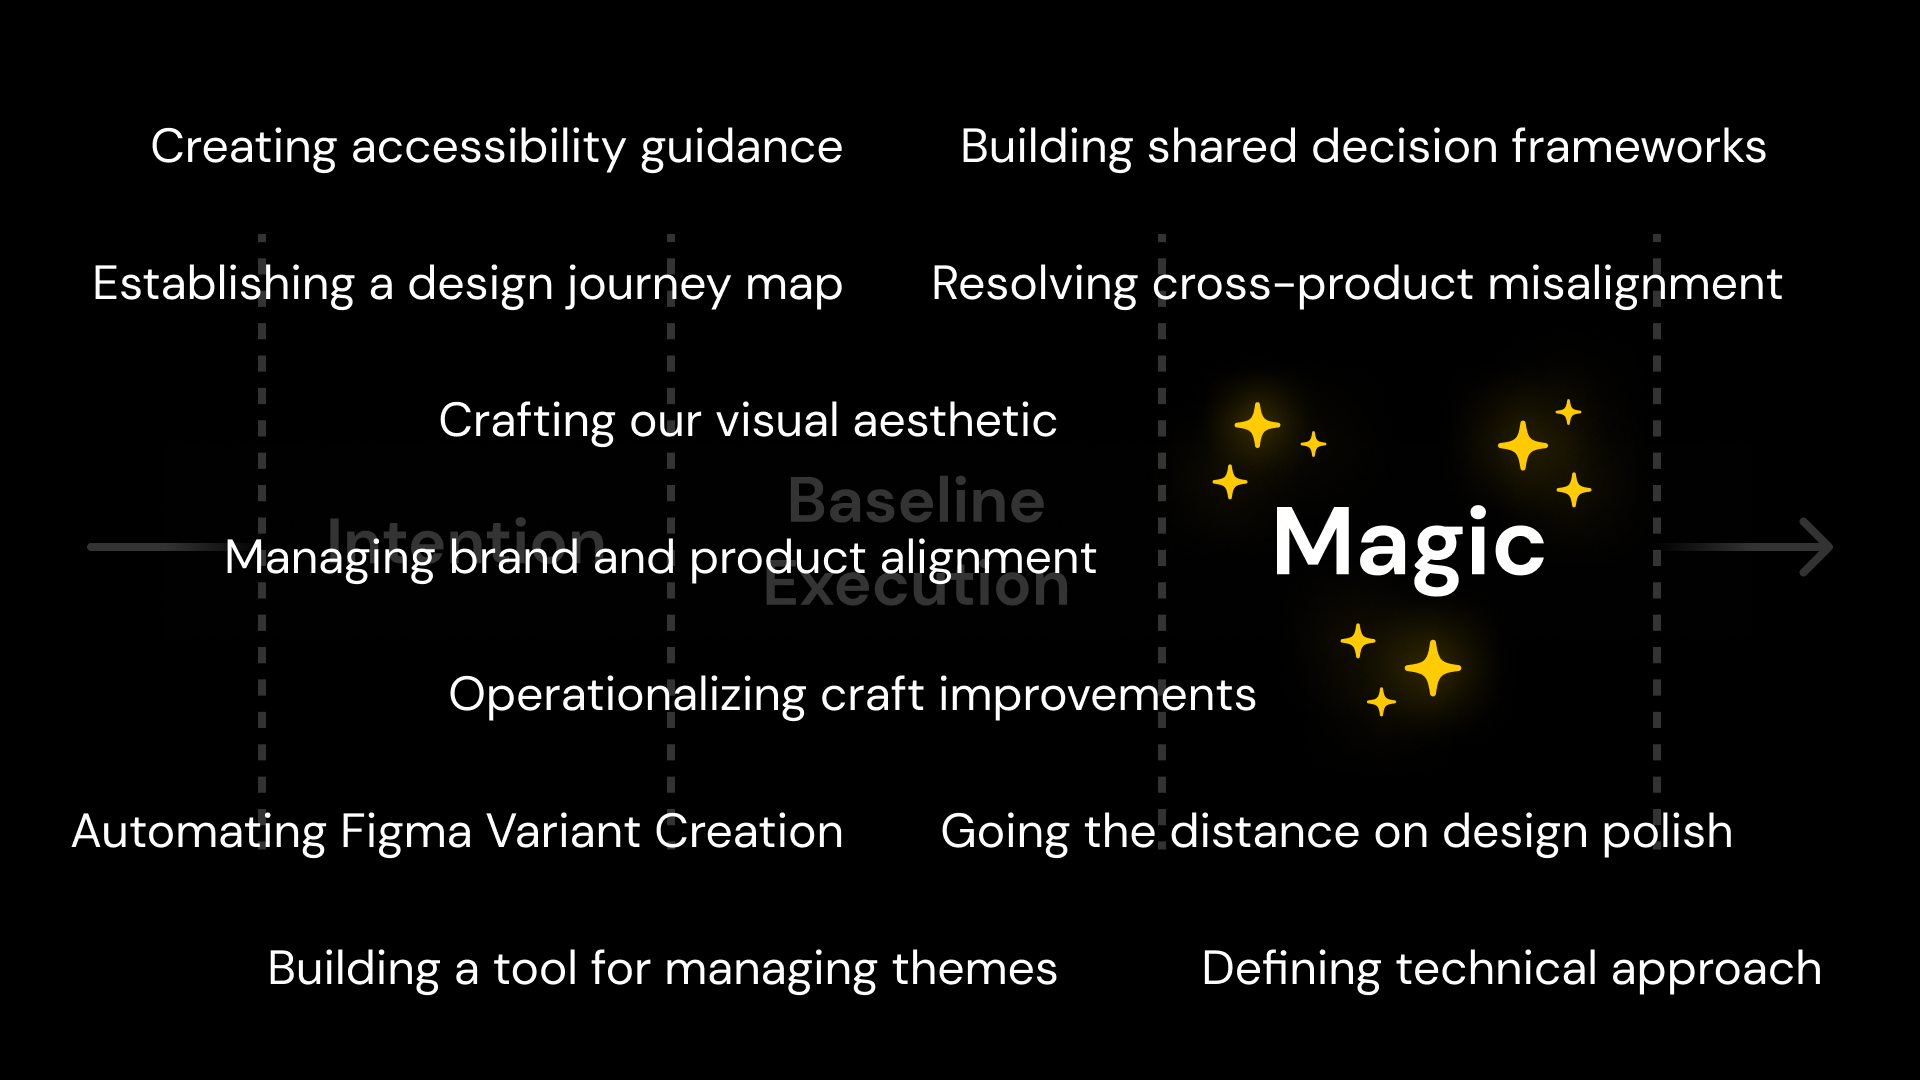 Creating accessibility guidance
Building shared decision frameworks
Establishing a design journey map
Resolving cross-product misalignment
Crafting our visual aesthetic
Baseline
Execution
Intention
Managing brand and product alignment
Magic
Operationalizing craft improvements
Automating Figma Variant Creation
Going the distance on design polish
Building a tool for managing themes
Defining technical approach